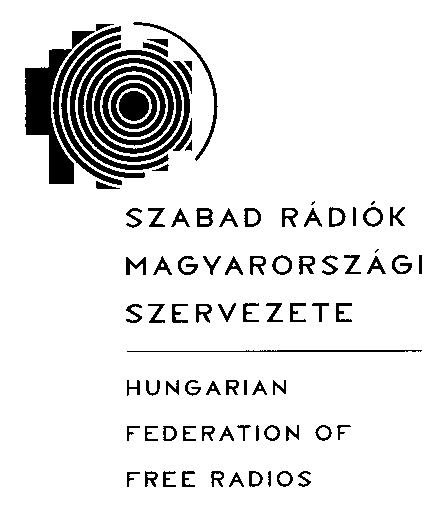 SZABAD RÁDIÓK
MAGYARORSZÁGI
SZERVEZETE
HUNGARIAN
FEDERATION OF
FREE RADIOS